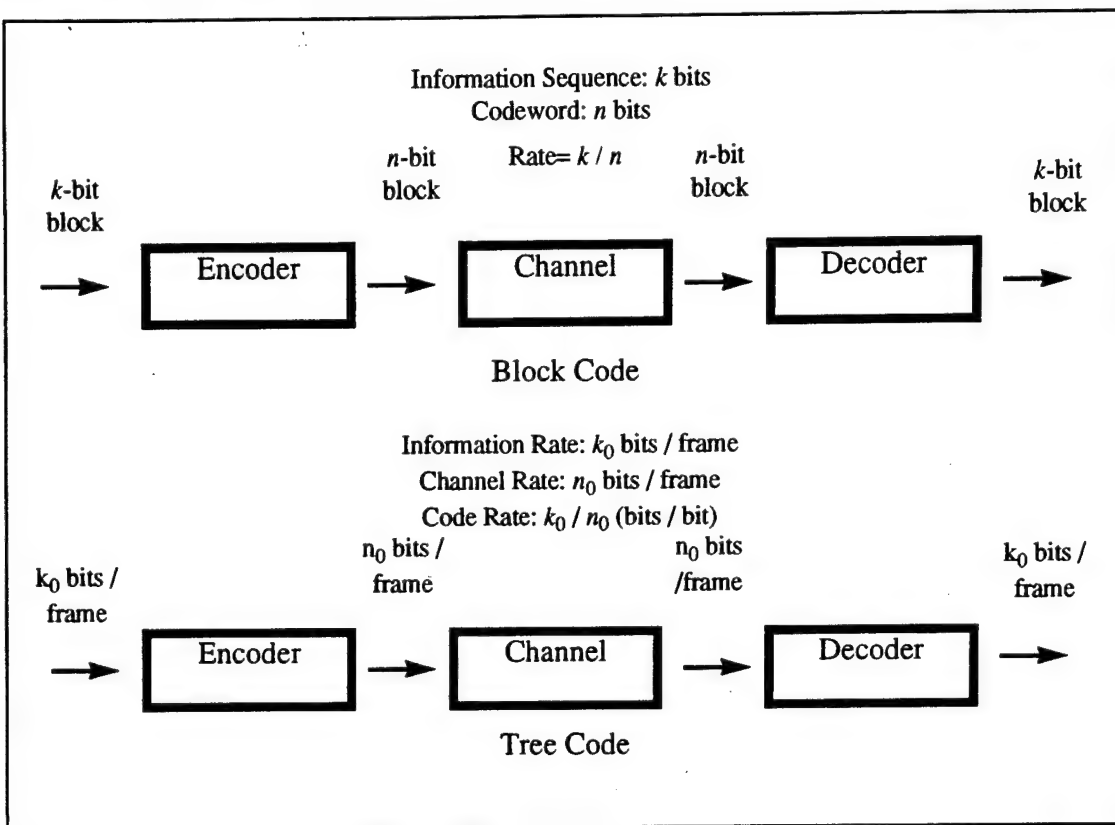 Information Sequence: k bits
Codeword: n bits
Rate= k / n
k-bit
block
n-bit
block
n-bit
block
k-bit
block
Encoder
Channel
Decoder
Block Code
Information Rate: k₀ bits / frame
Channel Rate: n₀ bits / frame
Code Rate: k₀ / n₀ (bits / bit)
k₀ bits /
frame
n₀ bits /
frame
n₀ bits
/frame
k₀ bits /
frame
Encoder
Channel
Decoder
Tree Code